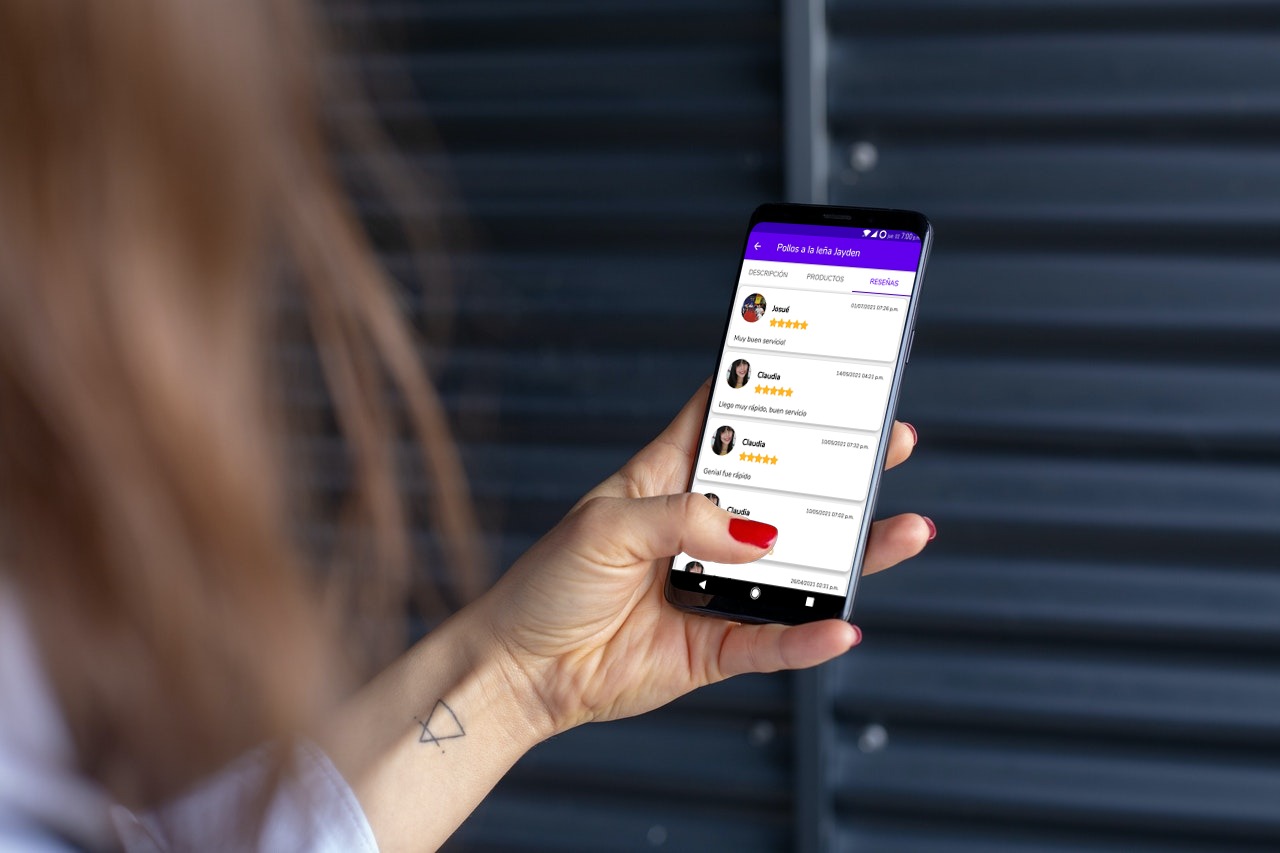 7:00 p.m.
Pollos a la leña Jayden
DESCRIPCIÓN PRODUCTOS RESEÑAS
Josué 01/07/2021 07:26 p.m.
Muy buen servicio!
Claudia 14/05/2021 04:21 p.m.
Llego muy rápido, buen servicio
Claudia 10/05/2021 07:32 p.m.
Genial fue rápido
Claudia 10/05/2021 07:02 p.m.
26/04/2021 02:33 p.m.